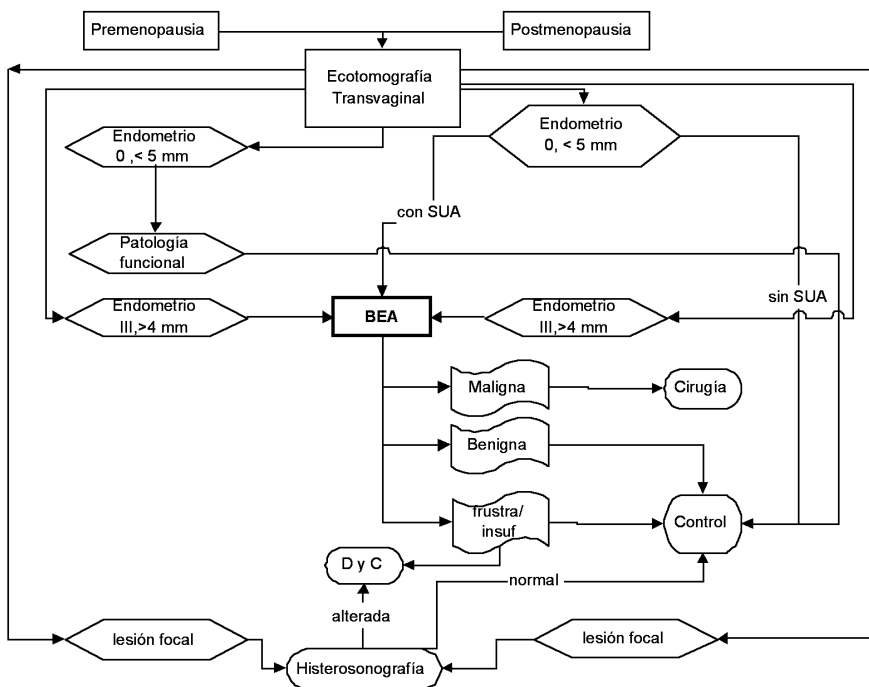 Premenopausia
Postmenopausia
Ecotomografía
Transvaginal
Endometrio
0 ,< 5 mm
Endometrio
0, < 5 mm
con SUA
Patología
funcional
sin SUA
Endometrio
III,>4 mm
BEA
Endometrio
III,>4 mm
Maligna
Cirugía
Benigna
frustra/
insuf
Control
D y C
normal
alterada
lesión focal
lesión focal
Histerosonografía